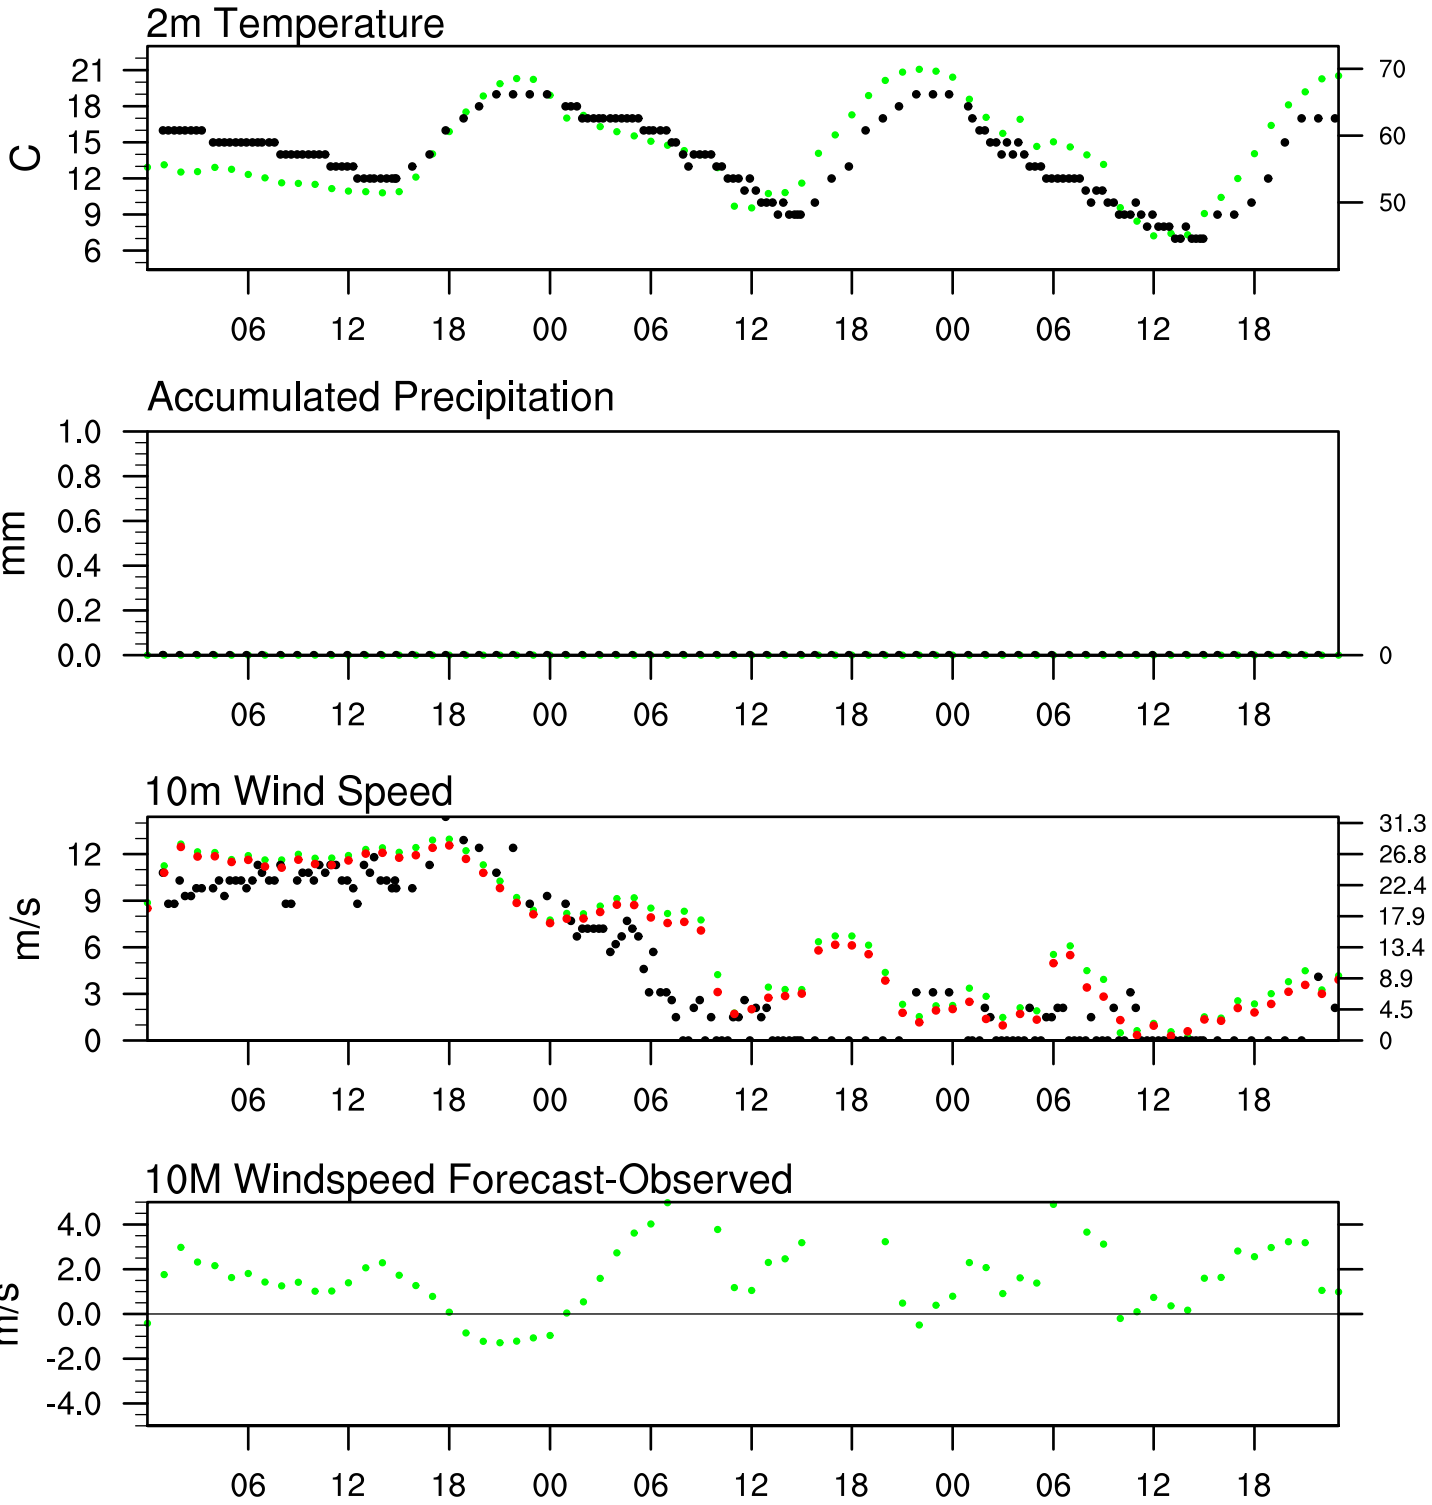 2m Temperature
21
18
15
12
9
6
C
70
60
50
06 12 18 00 06 12 18 00 06 12 18
Accumulated Precipitation
1.0
0.8
0.6
0.4
0.2
0.0
mm
0
06 12 18 00 06 12 18 00 06 12 18
10m Wind Speed
12
9
6
3
0
m/s
31.3
26.8
22.4
17.9
13.4
8.9
4.5
0
06 12 18 00 06 12 18 00 06 12 18
10M Windspeed Forecast-Observed
4.0
2.0
0.0
-2.0
-4.0
m/s
06 12 18 00 06 12 18 00 06 12 18